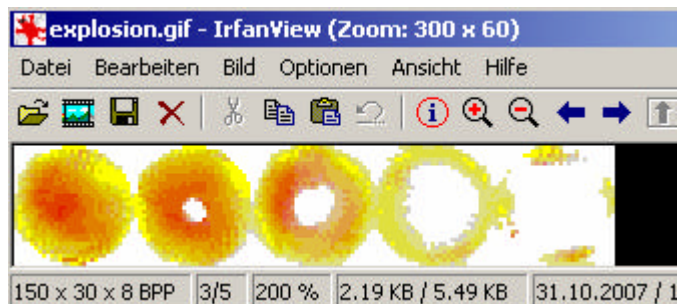 explosion.gif - IrfanView (Zoom: 300 x 60)
Datei Bearbeiten Bild Optionen Ansicht Hilfe
150 x 30 x 8 BPP 3/5 200 % 2.19 KB / 5.49 KB 31.10.2007 / 1